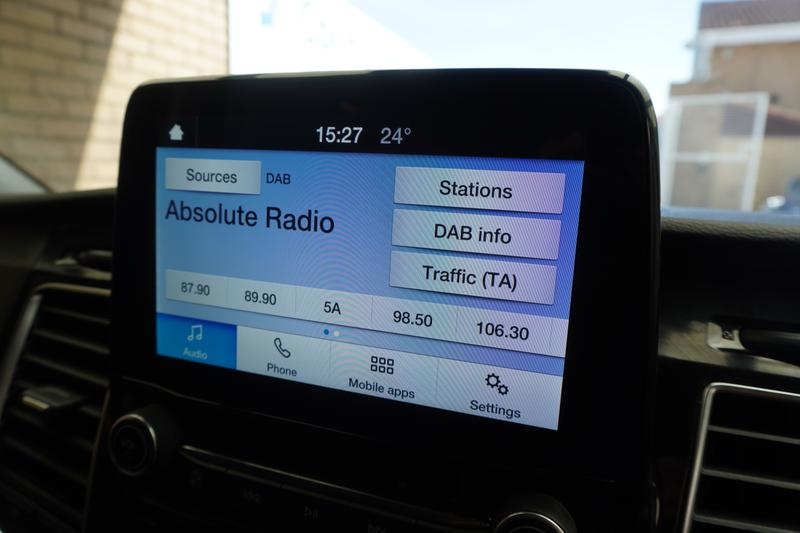 15:27 24°
Sources DAB
Absolute Radio
Stations
DAB info
Traffic (TA)
87.90 89.90 5A 98.50 106.30
Audio
Phone
Mobile apps
Settings